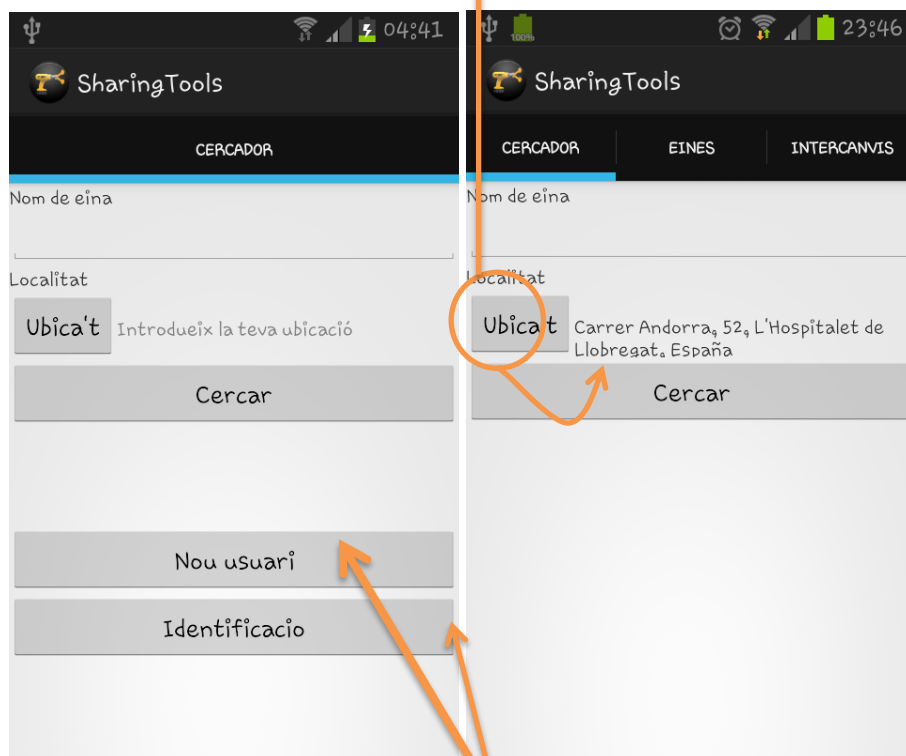 04:41
SharingTools
CERCADOR
Nom de eina
Localitat
Ubica't
Introdueix la teva ubicació
Cercar
Nou usuari
Identificacio
100%
23:46
SharingTools
CERCADOR
EINES
INTERCANVIS
Nom de eina
Localitat
Ubica't
Carrer Andorra, 52, L'Hospitalet de
Llobregat, España
Cercar